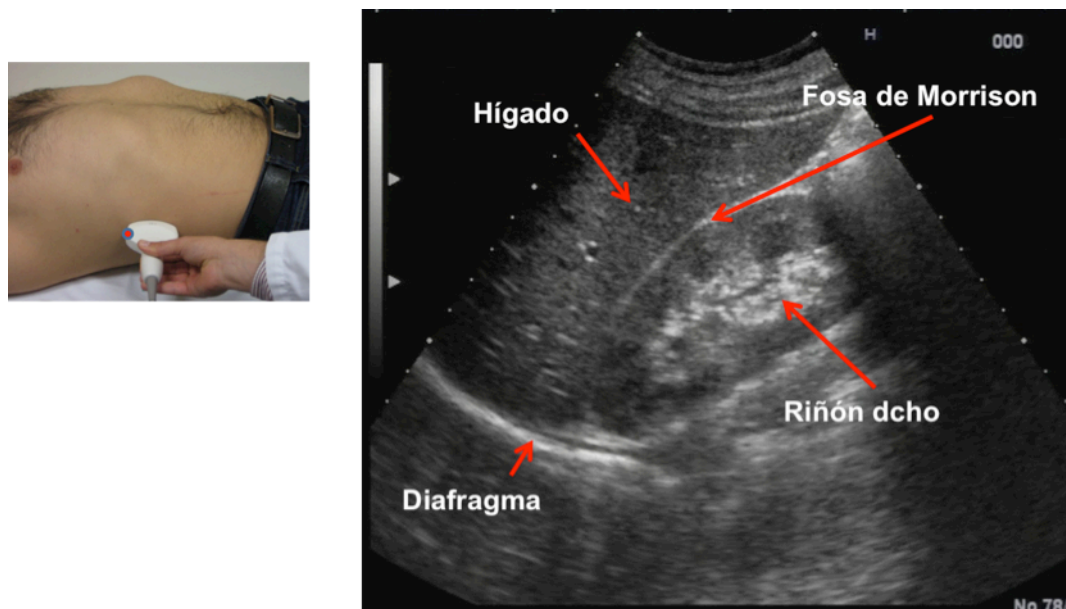 H
000
Fosa de Morrison
Hígado
Riñón dcho
Diafragma
No 78